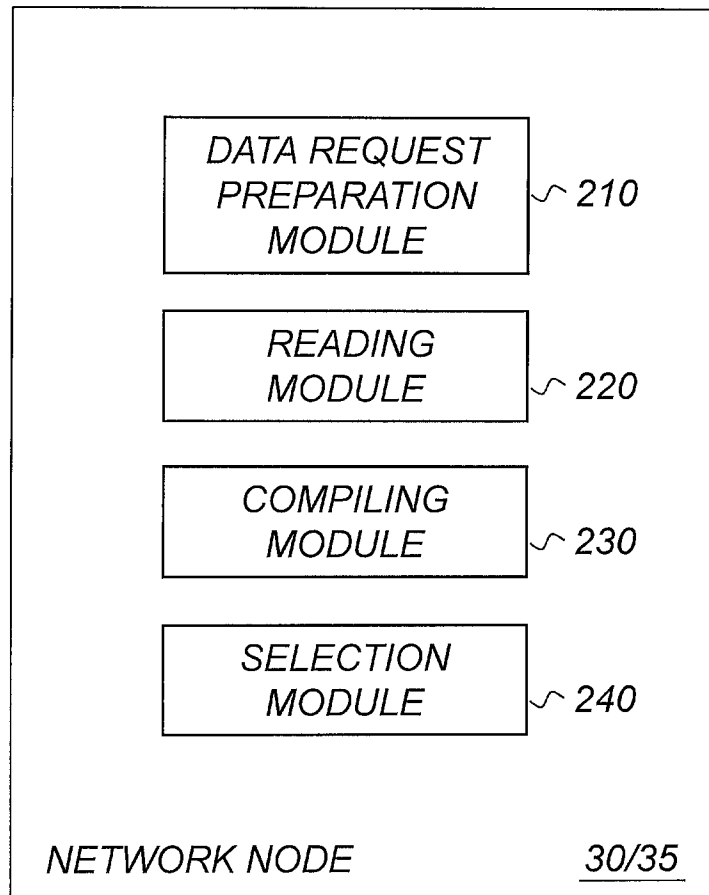 DATA REQUEST
PREPARATION
MODULE
210
READING
MODULE
220
COMPILING
MODULE
230
SELECTION
MODULE
240
NETWORK NODE 30/35